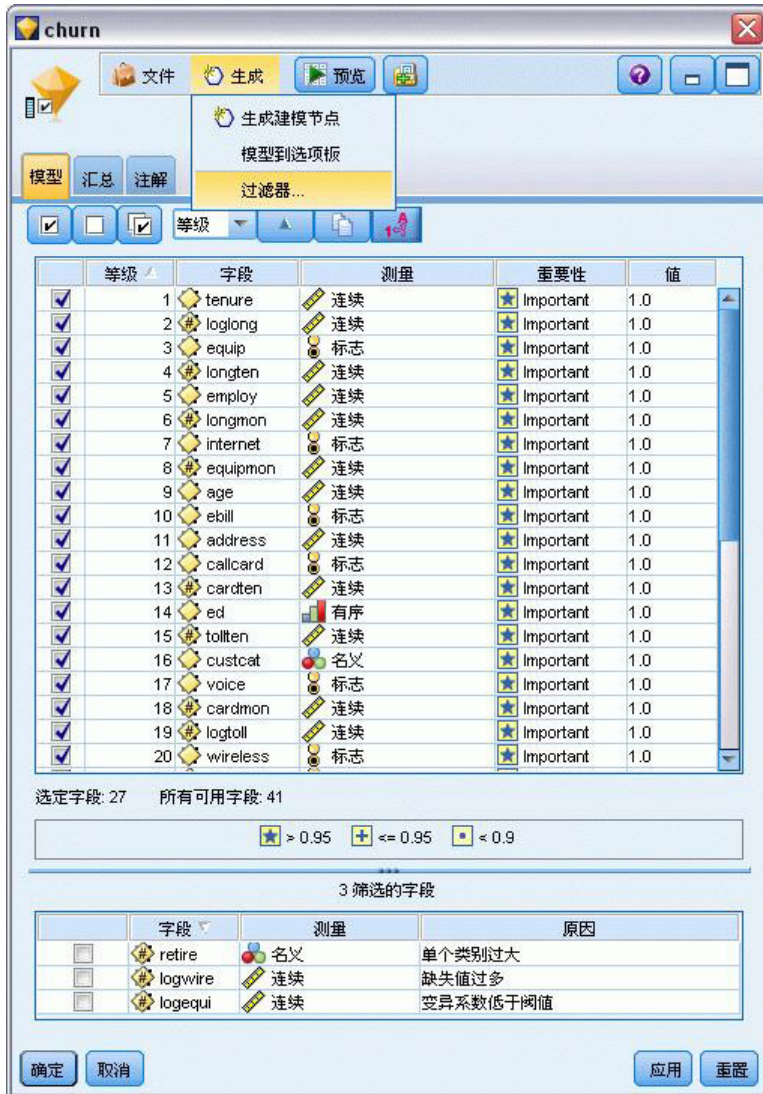 churn
文件 生成 预览
生成建模节点
模型到选项板
过滤器...
模型 汇总 注解
等级
等级 字段 测量 重要性 值
1 tenure 连续 Important 1.0
2 loglong 连续 Important 1.0
3 equip 标志 Important 1.0
4 longten 连续 Important 1.0
5 employ 连续 Important 1.0
6 longmon 连续 Important 1.0
7 internet 标志 Important 1.0
8 equipmon 连续 Important 1.0
9 age 连续 Important 1.0
10 ebill 标志 Important 1.0
11 address 连续 Important 1.0
12 callcard 标志 Important 1.0
13 cardten 连续 Important 1.0
14 ed 有序 Important 1.0
15 tollten 连续 Important 1.0
16 custcat 名义 Important 1.0
17 voice 标志 Important 1.0
18 cardmon 连续 Important 1.0
19 logtoll 连续 Important 1.0
20 wireless 标志 Important 1.0
选定字段: 27 所有可用字段: 41
> 0.95 <= 0.95 < 0.9
3 筛选的字段
字段 测量 原因
retire 名义 单个类别过大
logwire 连续 缺失值过多
logequi 连续 变异系数低于阀值
确定 取消 应用 重置